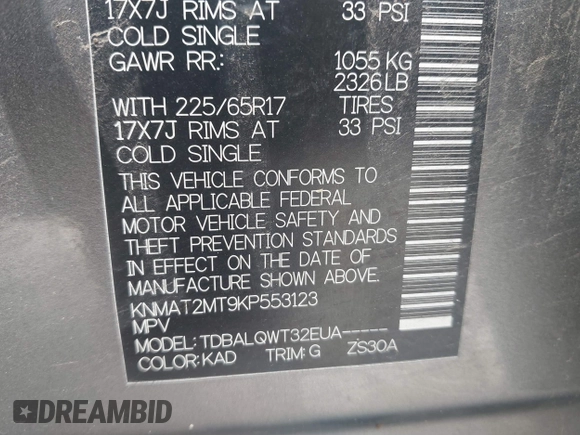 17X7J RIMS AT 33 PSI
COLD SINGLE
GAWR RR: 1055 KG
2326 LB
WITH 225/65R17 TIRES
17X7J RIMS AT 33 PSI
COLD SINGLE
THIS VEHICLE CONFORMS TO
ALL APPLICABLE FEDERAL
MOTOR VEHICLE SAFETY AND
THEFT PREVENTION STANDARDS
IN EFFECT ON THE DATE OF
MANUFACTURE SHOWN ABOVE.
KNMAT2MT9KP553123
MPV
MODEL: TDBALQWT32EUA-----
COLOR: KAD TRIM: G ZS30A
DREAMBID